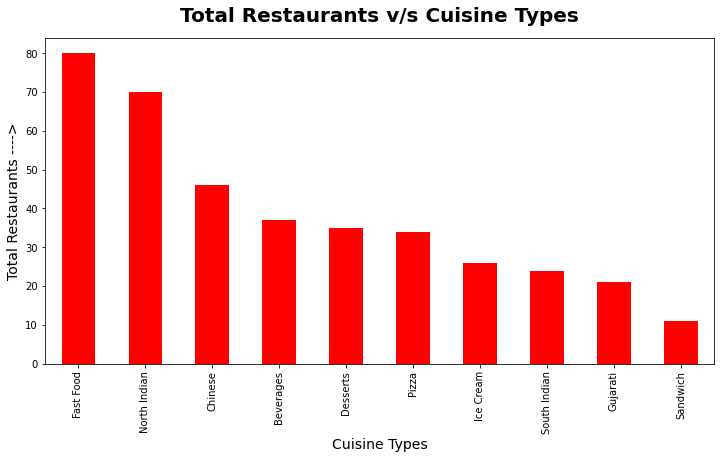 Total Restaurants v/s Cuisine Types
Total Restaurants ---->
80
70
60
50
40
30
20
10
0
Fast Food
North Indian
Chinese
Beverages
Desserts
Pizza
Ice Cream
South Indian
Gujarati
Sandwich
Cuisine Types